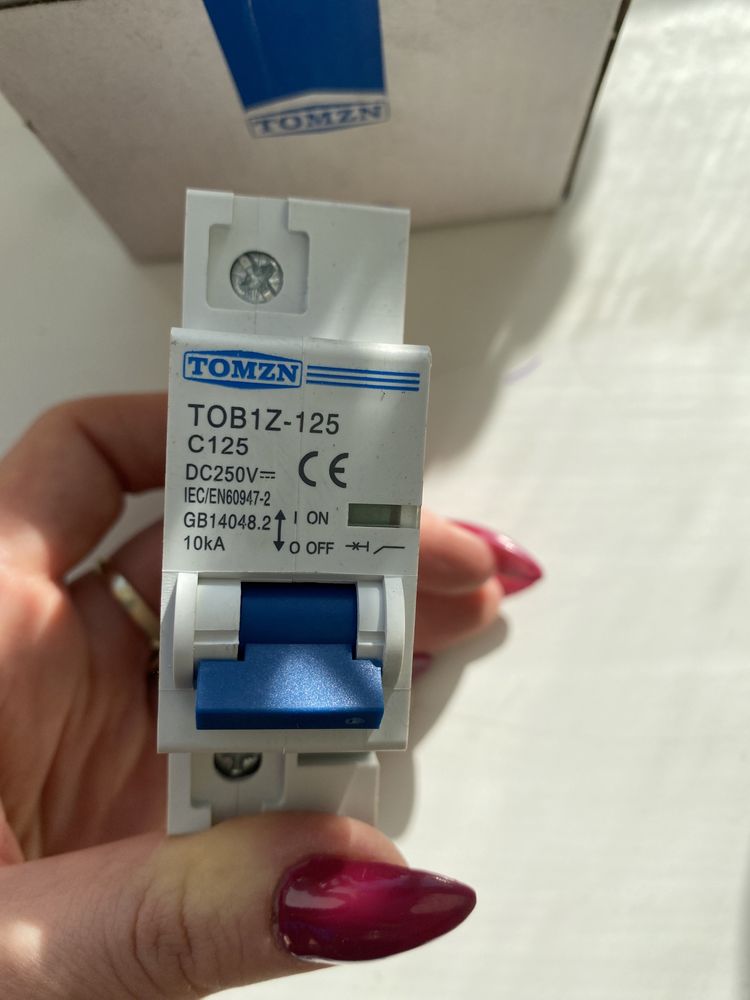 TOMZN
TOMZN
TOB1Z-125
C125
DC250V⎓ CE
IEC/EN60947-2
GB14048.2 I ON
10kA O OFF